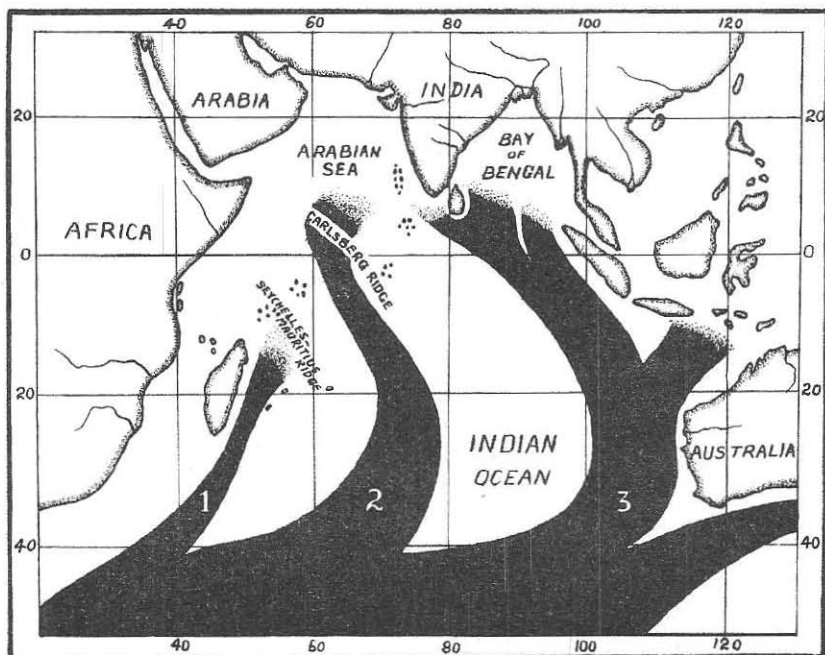 40 60 80 100 120
ARABIA
INDIA
20 20
ARABIAN
SEA
BAY
OF
BENGAL
AFRICA
CARLSBERG RIDGE
0 0
SEYCHELLES-
MAURITIUS
RIDGE
20 20
INDIAN
OCEAN
AUSTRALIA
1 2 3
40 40
40 60 80 100 120